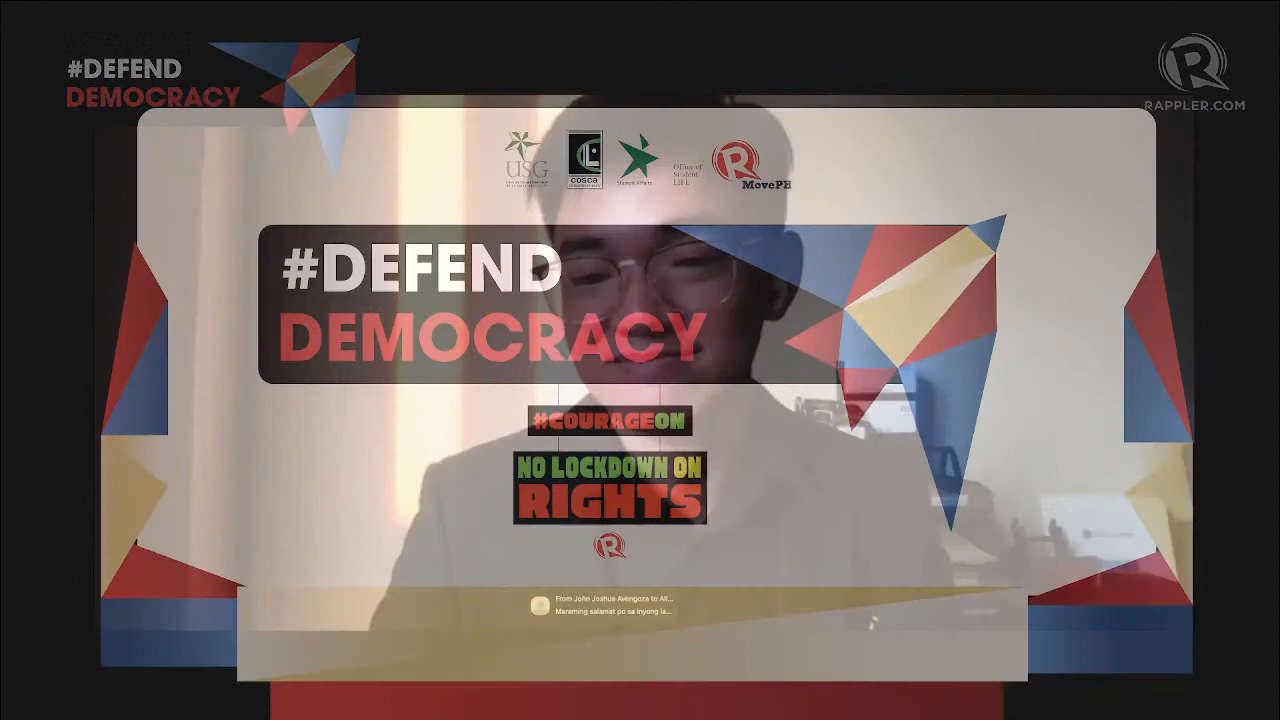 #DEFEND
DEMOCRACY
RAPPLER.COM
USG
COSCA
Student Affairs
Office of
Student
LIFE
MovePH
#DEFEND
DEMOCRACY
#COURAGEON
NO LOCKDOWN ON
RIGHTS
From John Joshua Avengoza to All...
Maraming salamat po sa inyong la...